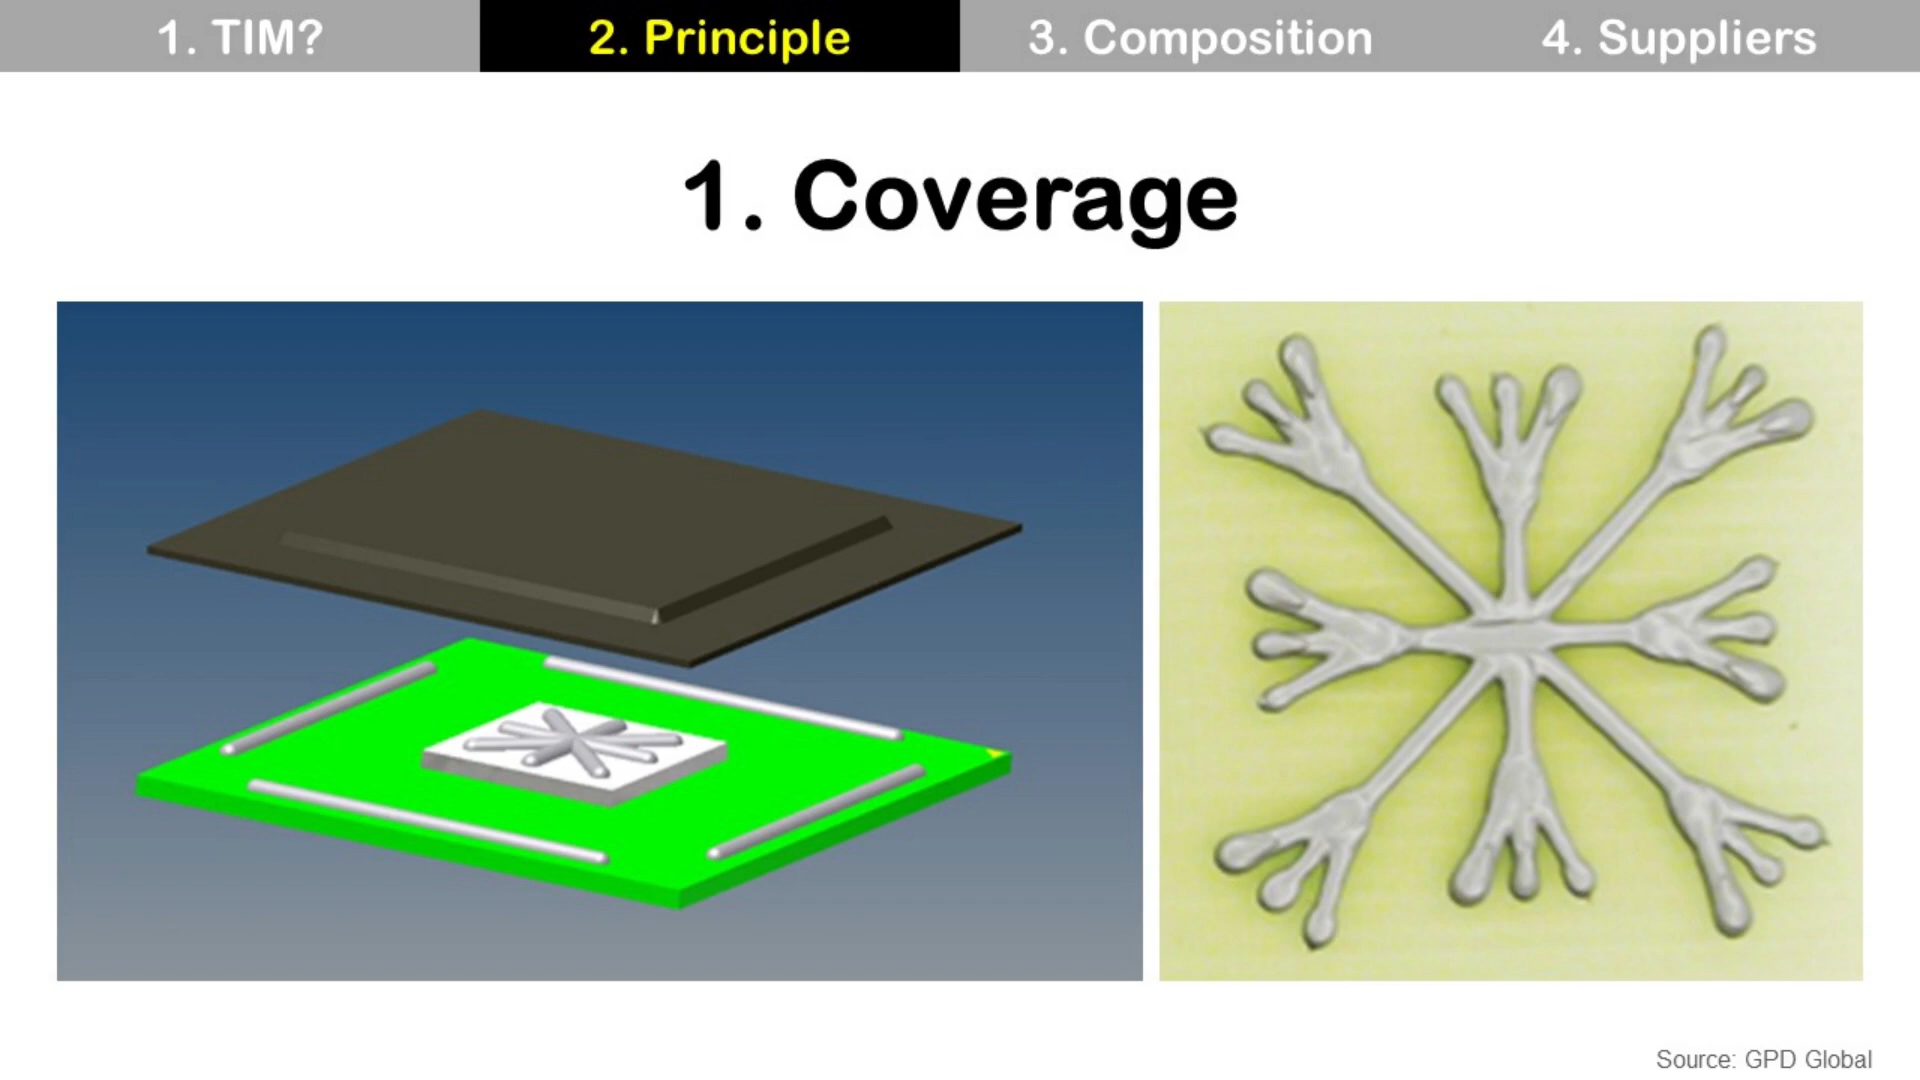 1. TIM?
2. Principle
3. Composition
4. Suppliers
1. Coverage
Source: GPD Global